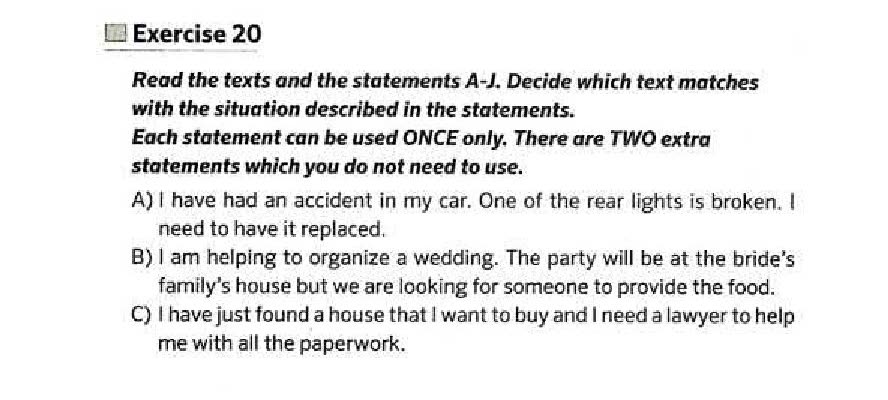 Exercise 20
Read the texts and the statements A-J. Decide which text matches
with the situation described in the statements.
Each statement can be used ONCE only. There are TWO extra
statements which you do not need to use.
A) I have had an accident in my car. One of the rear lights is broken. I
need to have it replaced.
B) I am helping to organize a wedding. The party will be at the bride's
family's house but we are looking for someone to provide the food.
C) I have just found a house that I want to buy and I need a lawyer to help
me with all the paperwork.